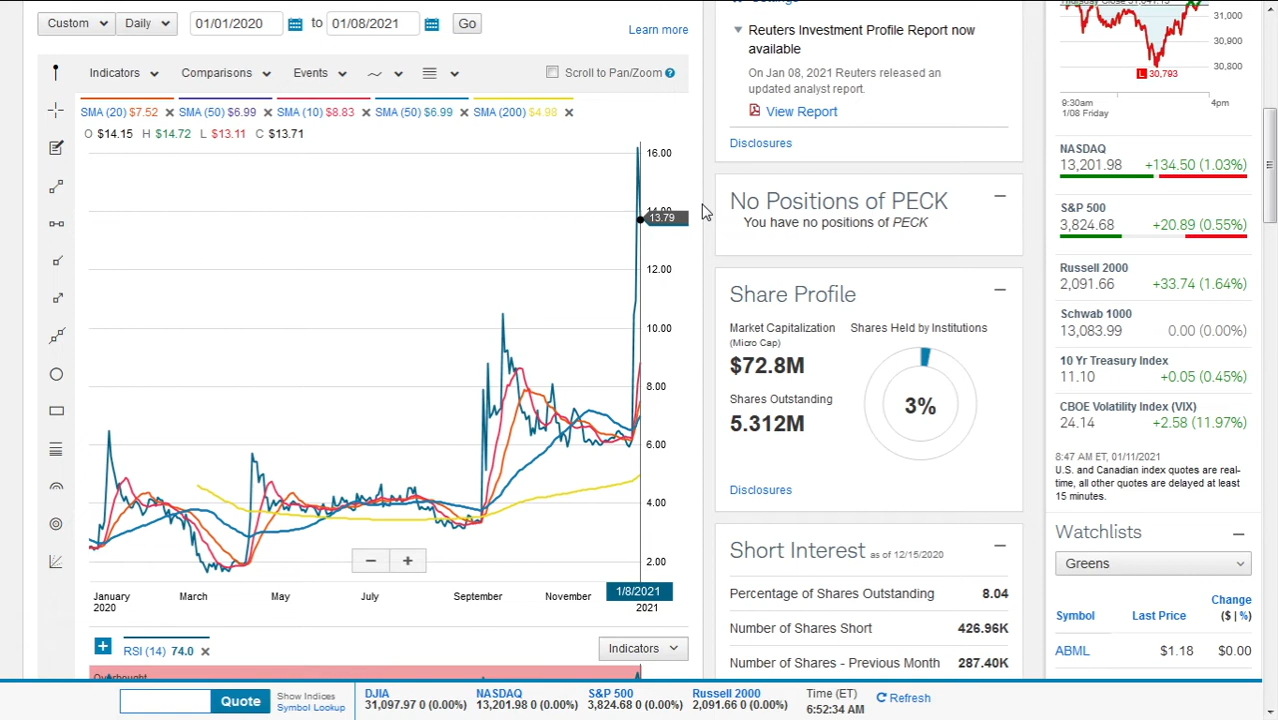 Custom
Daily
01/01/2020
to
01/08/2021
Go
Learn more
Indicators
Comparisons
Events
Scroll to Pan/Zoom
SMA (20) $7.52
SMA (50) $6.99
SMA (10) $8.83
SMA (50) $6.99
SMA (200) $4.98
O $14.15 H $14.72 L $13.11 C $13.71
16.00
14.00
13.79
12.00
10.00
8.00
6.00
4.00
2.00
January
2020
March
May
July
September
November
1/8/2021
2021
RSI (14) 74.0
Indicators
Overbought
Reuters Investment Profile Report now
available
On Jan 08, 2021 Reuters released an
updated analyst report.
View Report
Disclosures
No Positions of PECK
You have no positions of PECK
Share Profile
Market Capitalization
(Micro Cap)
$72.8M
Shares Outstanding
5.312M
Shares Held by Institutions
3%
Disclosures
Short Interest as of 12/15/2020
Percentage of Shares Outstanding 8.04
Number of Shares Short 426.96K
Number of Shares - Previous Month 287.40K
31,000
30,900
30,800
L 30,793
9:30am 4pm
1/08 Friday
NASDAQ
13,201.98 +134.50 (1.03%)
S&P 500
3,824.68 +20.89 (0.55%)
Russell 2000
2,091.66 +33.74 (1.64%)
Schwab 1000
13,083.99 0.00 (0.00%)
10 Yr Treasury Index
11.10 +0.05 (0.45%)
CBOE Volatility Index (VIX)
24.14 +2.58 (11.97%)
8:47 AM ET, 01/11/2021
U.S. and Canadian index quotes are real-
time, all other quotes are delayed at least
15 minutes.
Watchlists
Greens
Symbol Last Price Change
($ | %)
ABML $1.18 $0.00
Quote
Show Indices
Symbol Lookup
DJIA
31,097.97 0 (0.00%)
NASDAQ
13,201.98 0 (0.00%)
S&P 500
3,824.68 0 (0.00%)
Russell 2000
2,091.66 0 (0.00%)
Time (ET)
6:52:34 AM
Refresh